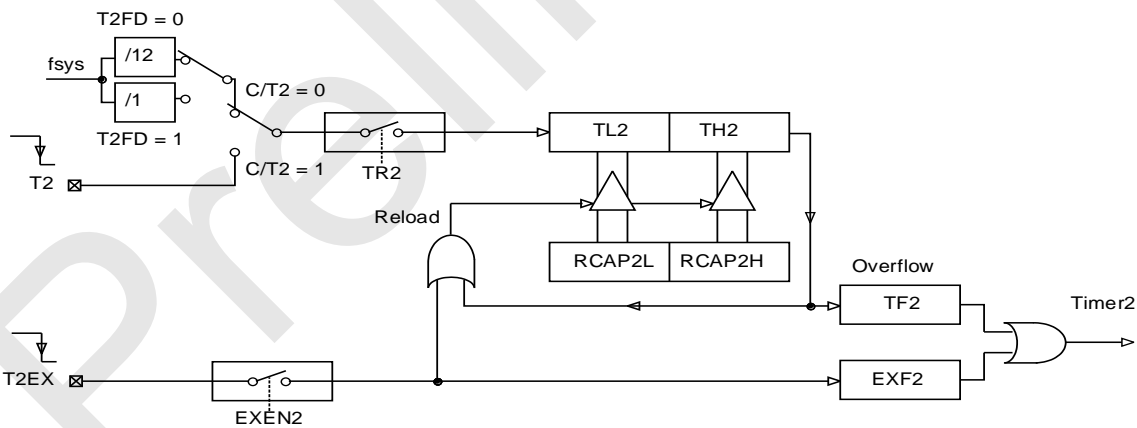 T2FD = 0
/12
fsys
C/T2 = 0
/1
T2FD = 1
TL2 TH2
T2
C/T2 = 1
TR2
Reload
RCAP2L RCAP2H
Overflow
TF2
Timer2
T2EX
EXF2
EXEN2
Preli